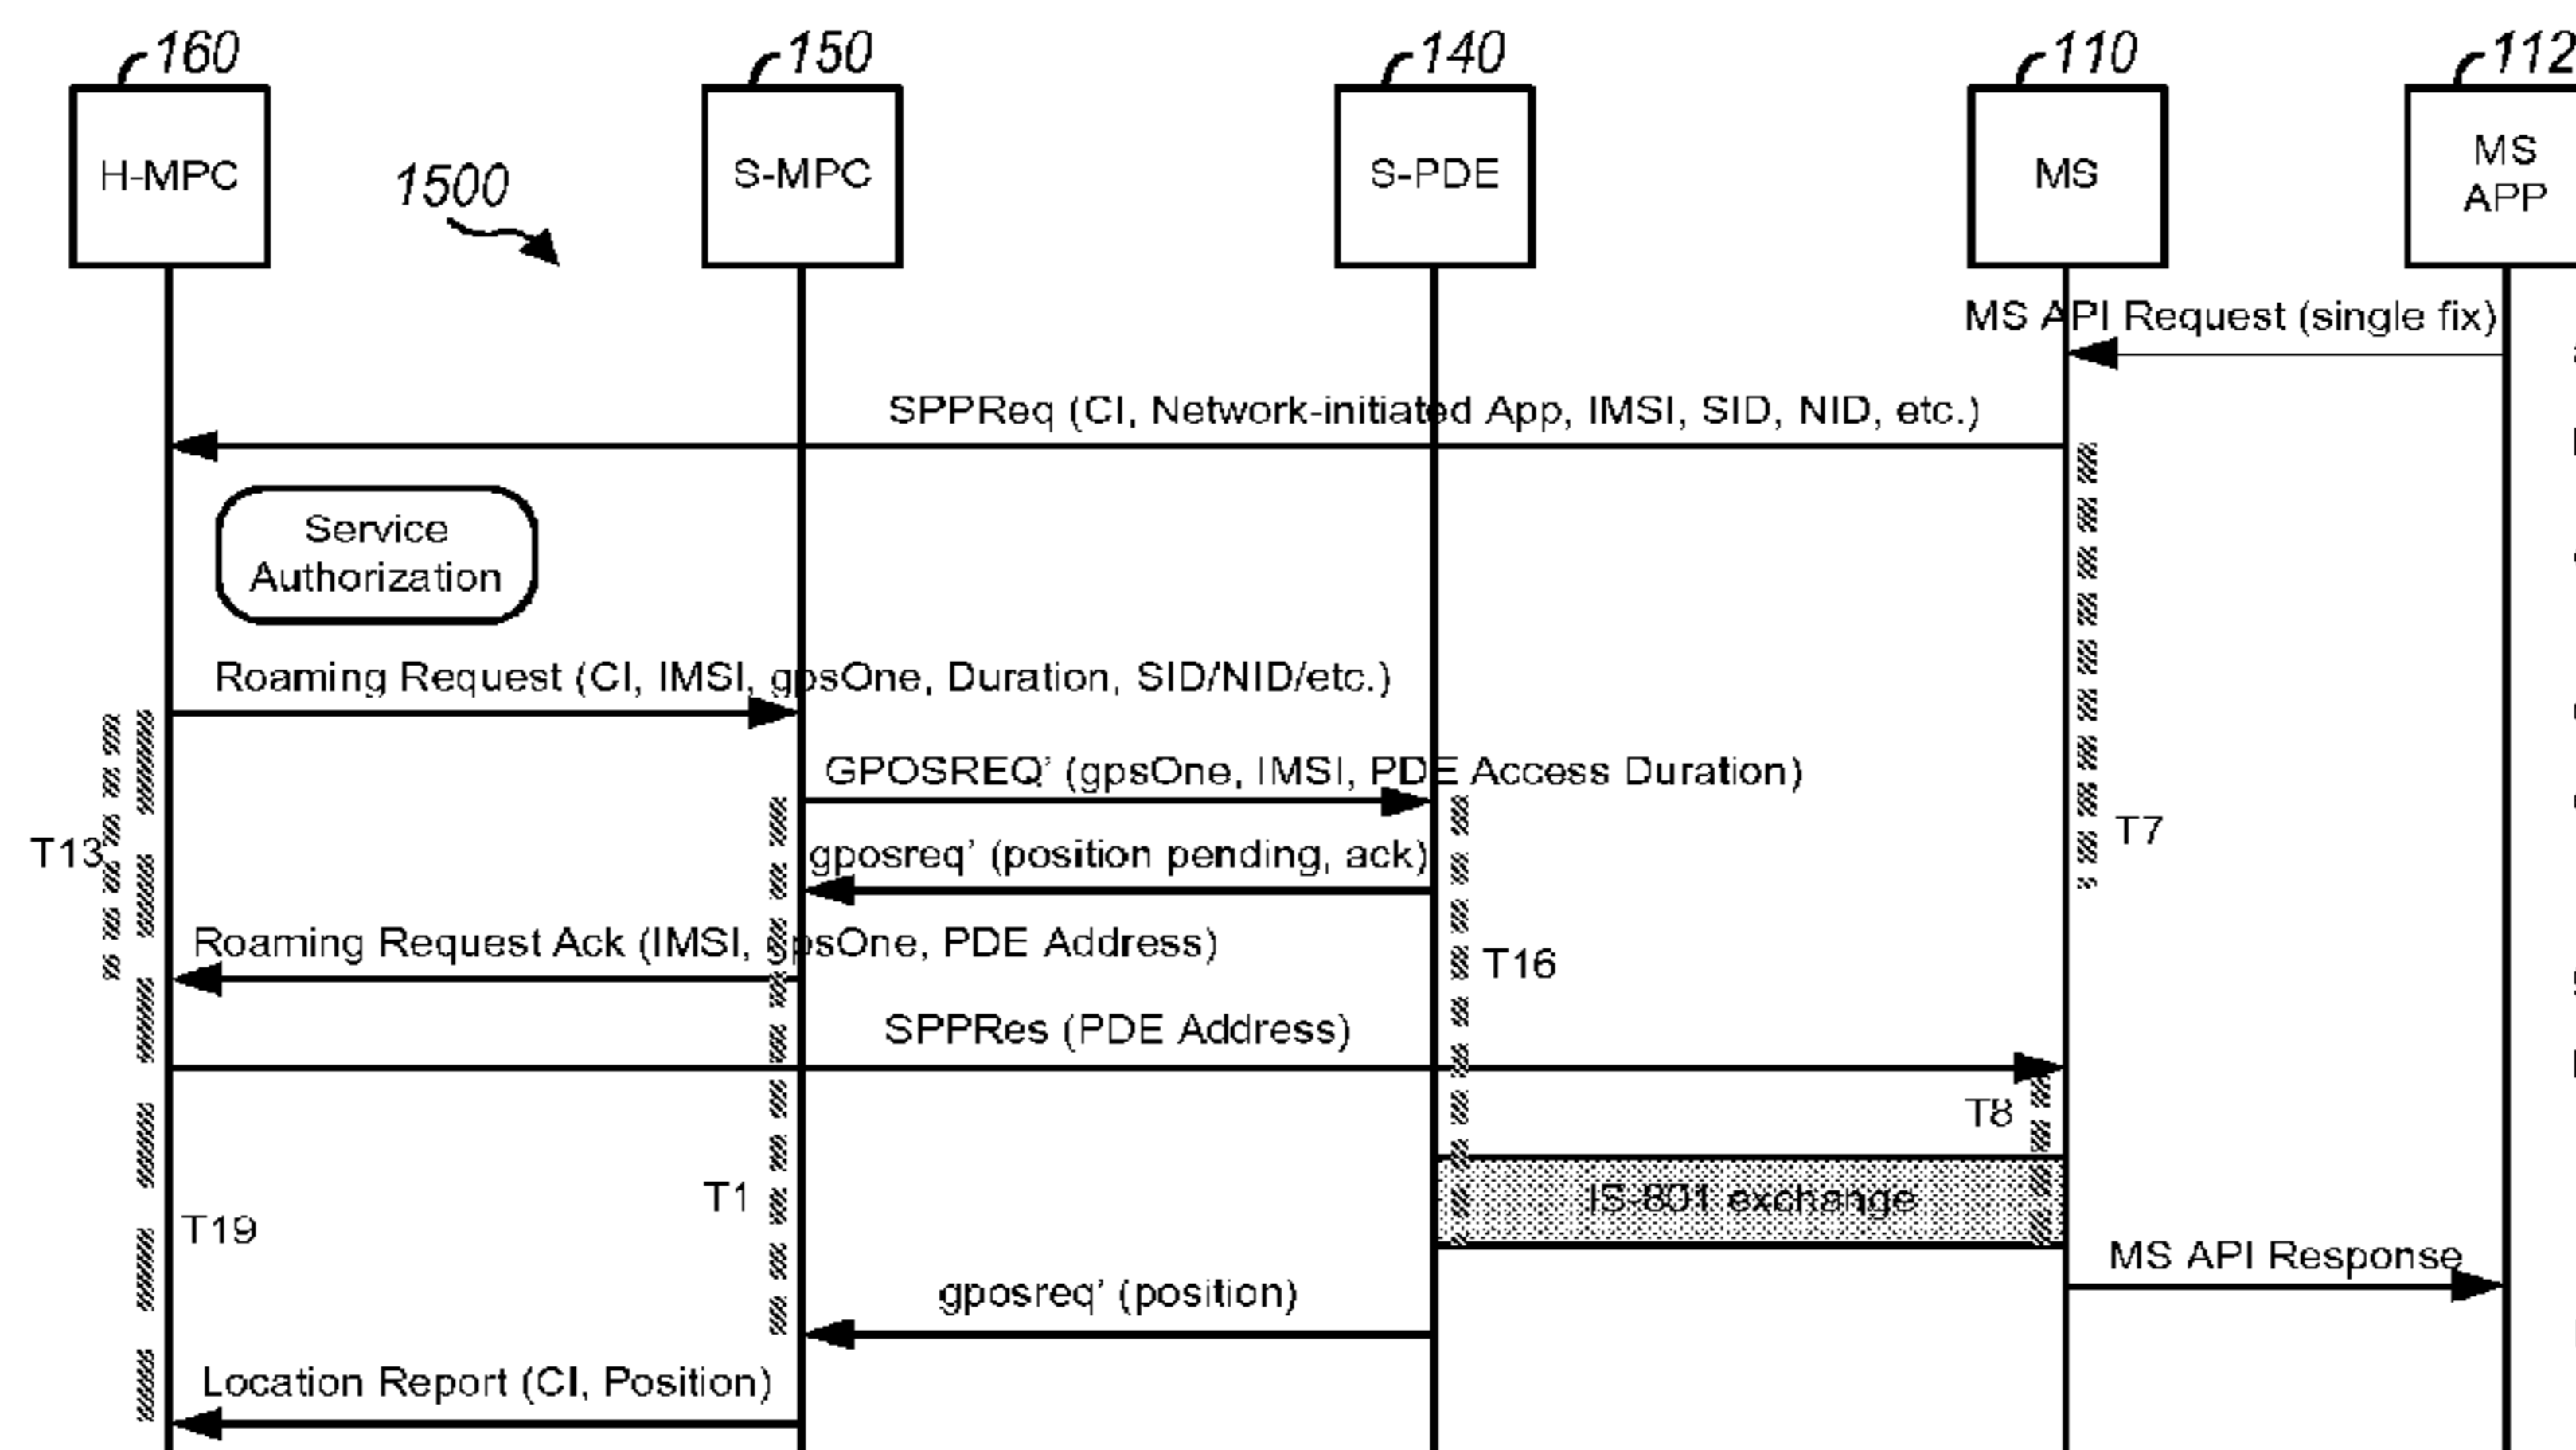 160
150
140
110
112
H-MPC
1500
S-MPC
S-PDE
MS
MS
APP
MS API Request (single fix)
SPPReq (CI, Network-initiated App, IMSI, SID, NID, etc.)
Service
Authorization
Roaming Request (CI, IMSI, gpsOne, Duration, SID/NID/etc.)
GPOSREQ’ (gpsOne, IMSI, PDE Access Duration)
T7
T13
gposreq’ (position pending, ack)
Roaming Request Ack (IMSI, gpsOne, PDE Address)
T16
SPPRes (PDE Address)
T8
T1
IS-801 exchange
T19
MS API Response
gposreq’ (position)
Location Report (CI, Position)